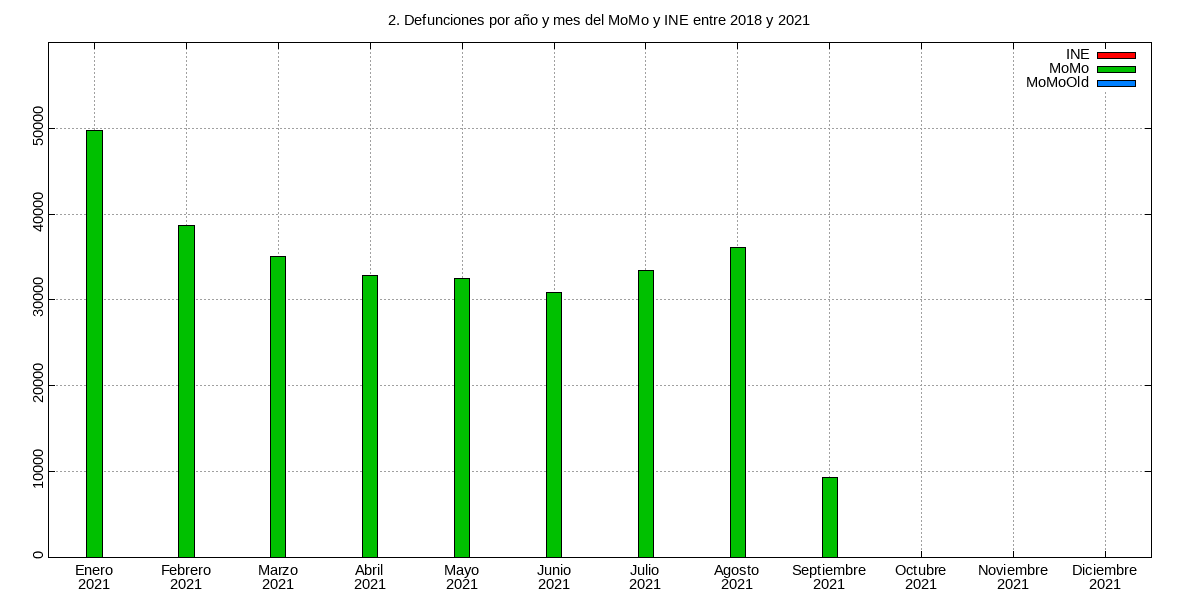 2. Defunciones por año y mes del MoMo y INE entre 2018 y 2021
INE
MoMo
MoMoOld
50000
40000
30000
20000
10000
0
Enero Febrero Marzo Abril Mayo Junio Julio Agosto Septiembre Octubre Noviembre Diciembre
2021 2021 2021 2021 2021 2021 2021 2021 2021 2021 2021 2021